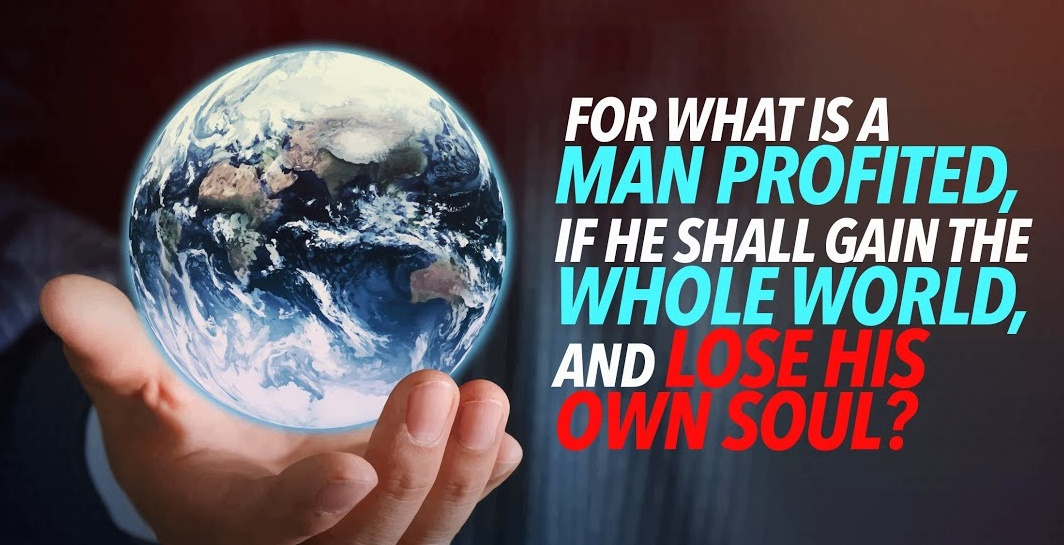 FOR WHAT IS A
MAN PROFITED,
IF HE SHALL GAIN THE
WHOLE WORLD,
AND LOSE HIS
OWN SOUL?